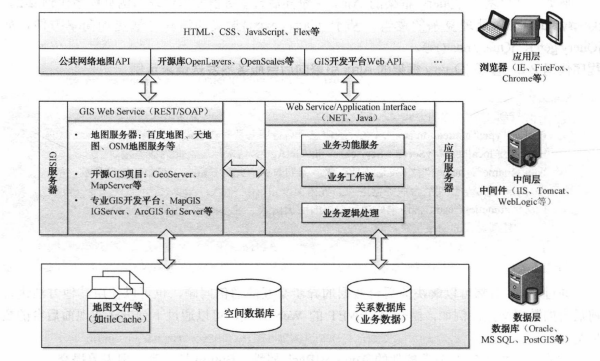 HTML、CSS、JavaScript、Flex等
公共网络地图API
开源库OpenLayers、OpenScales等
GIS开发平台Web API
…
应用层
浏览器（IE、FireFox、
Chrome等）
GIS服务器
GIS Web Service（REST/SOAP）
• 地图服务器：百度地图、天地
图、OSM地图服务等
• 开源GIS项目：GeoServer、
MapServer等
• 专业GIS开发平台：MapGIS
IGServer、ArcGIS for Server等
Web Service/Application Interface
（.NET、Java）
业务功能服务
业务工作流
业务逻辑处理
应用服务器
中间层
中间件（IIS、Tomcat、
WebLogic等）
地图文件等
（如tileCache）
空间数据库
关系数据库
（业务数据）
数据层
数据库（Oracle、
MS SQL、PostGIS等）